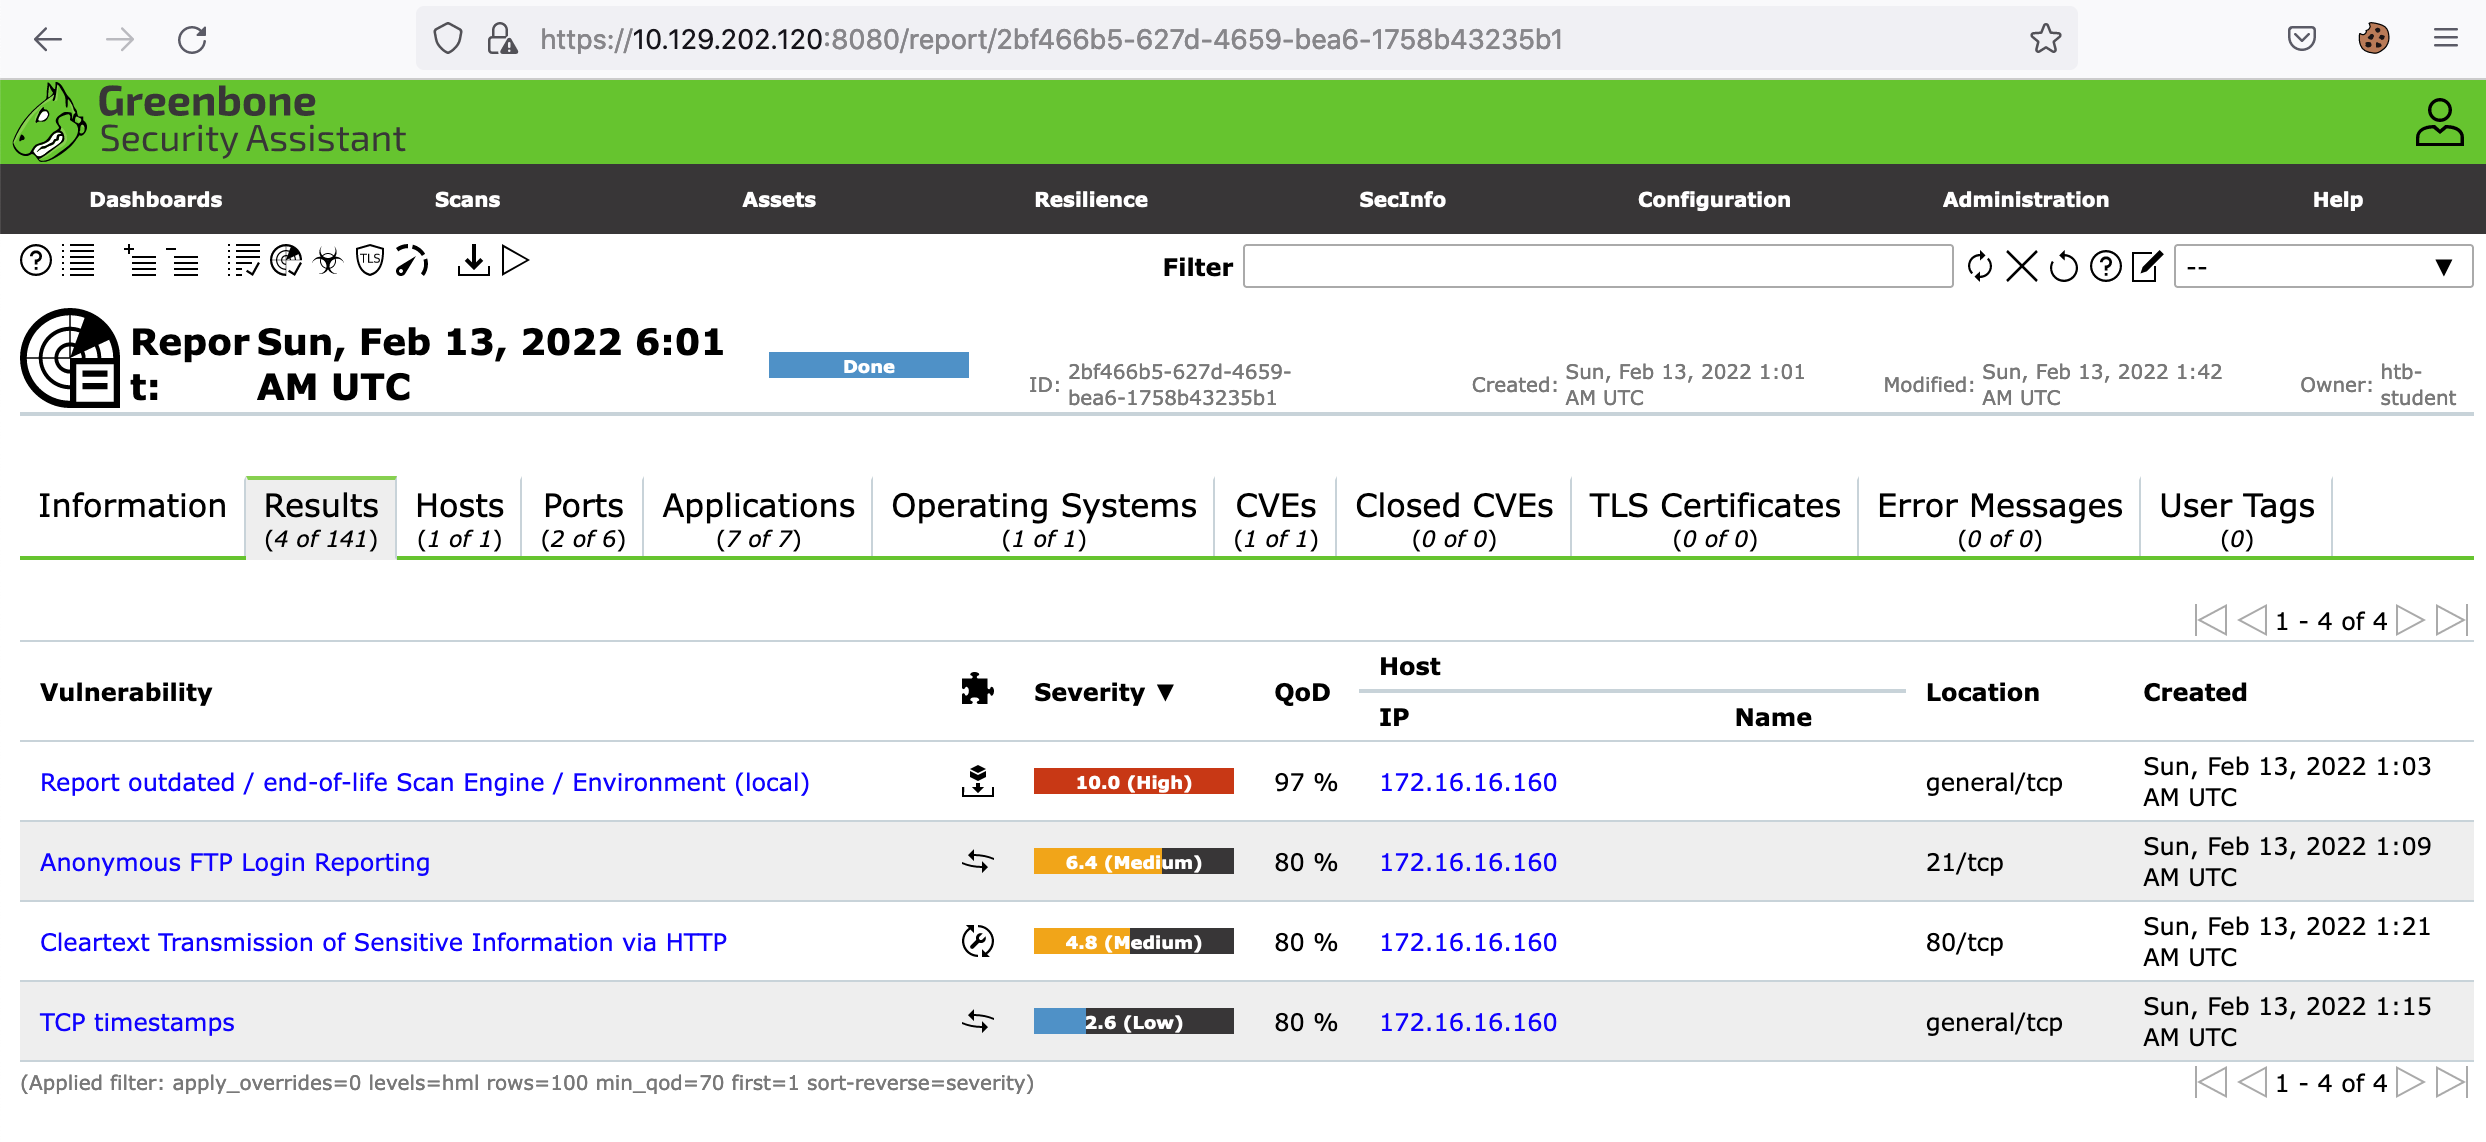 https://10.129.202.120:8080/report/2bf466b5-627d-4659-bea6-1758b43235b1
Greenbone
Security Assistant
Dashboards Scans Assets Resilience SecInfo Configuration Administration Help
TLS
Filter --
Repor Sun, Feb 13, 2022 6:01
t: AM UTC
Done
ID: 2bf466b5-627d-4659-
bea6-1758b43235b1
Created: Sun, Feb 13, 2022 1:01
AM UTC
Modified: Sun, Feb 13, 2022 1:42
AM UTC
Owner: htb-
student
Information Results Hosts Ports Applications Operating Systems CVEs Closed CVEs TLS Certificates Error Messages User Tags
(4 of 141) (1 of 1) (2 of 6) (7 of 7) (1 of 1) (1 of 1) (0 of 0) (0 of 0) (0 of 0) (0)
1 - 4 of 4
Vulnerability Severity ▼ QoD Host Location Created
IP Name
Report outdated / end-of-life Scan Engine / Environment (local) 10.0 (High) 97 % 172.16.16.160 general/tcp Sun, Feb 13, 2022 1:03
AM UTC
Anonymous FTP Login Reporting 6.4 (Medium) 80 % 172.16.16.160 21/tcp Sun, Feb 13, 2022 1:09
AM UTC
Cleartext Transmission of Sensitive Information via HTTP 4.8 (Medium) 80 % 172.16.16.160 80/tcp Sun, Feb 13, 2022 1:21
AM UTC
TCP timestamps 2.6 (Low) 80 % 172.16.16.160 general/tcp Sun, Feb 13, 2022 1:15
AM UTC
(Applied filter: apply_overrides=0 levels=hml rows=100 min_qod=70 first=1 sort-reverse=severity)
1 - 4 of 4